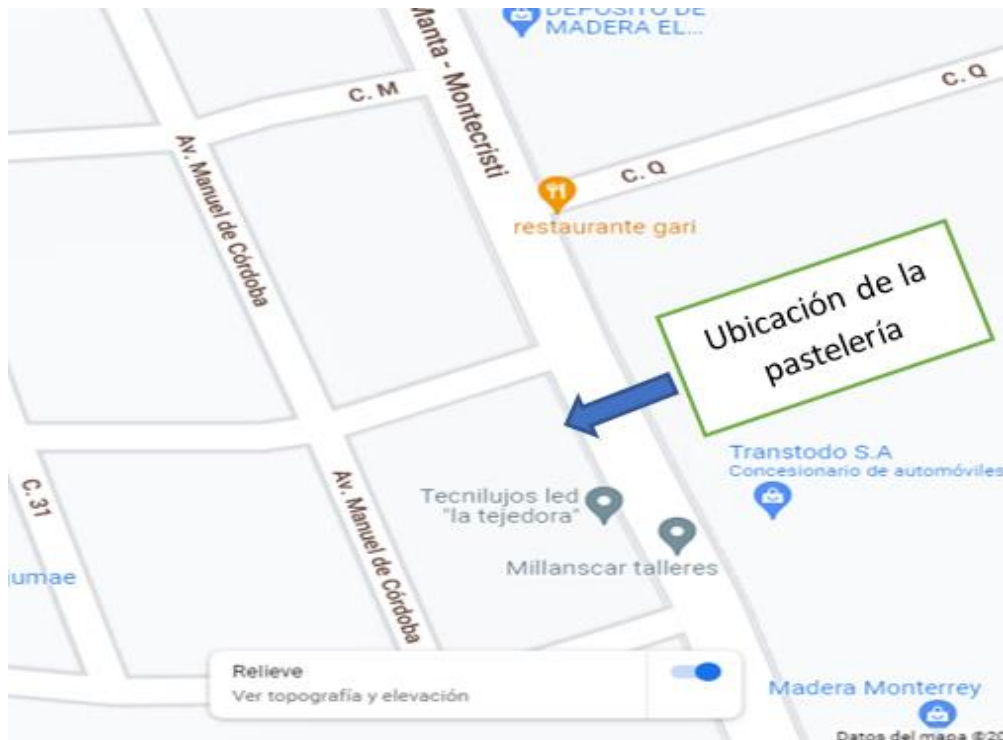 DEPÓSITO DE
MADERA EL...
Manta - Montecristi
C. M
C. Q
C. Q
Av. Manuel de Córdoba
restaurante gari
Ubicación de la
pastelería
Transtodo S.A
Concesionario de automóviles
Tecnilujos led
"la tejedora"
C. 31
Av. Manuel de Córdoba
Millanscar talleres
umae
Relieve
Ver topografía y elevación
Madera Monterrey
Datos del mapa ©20